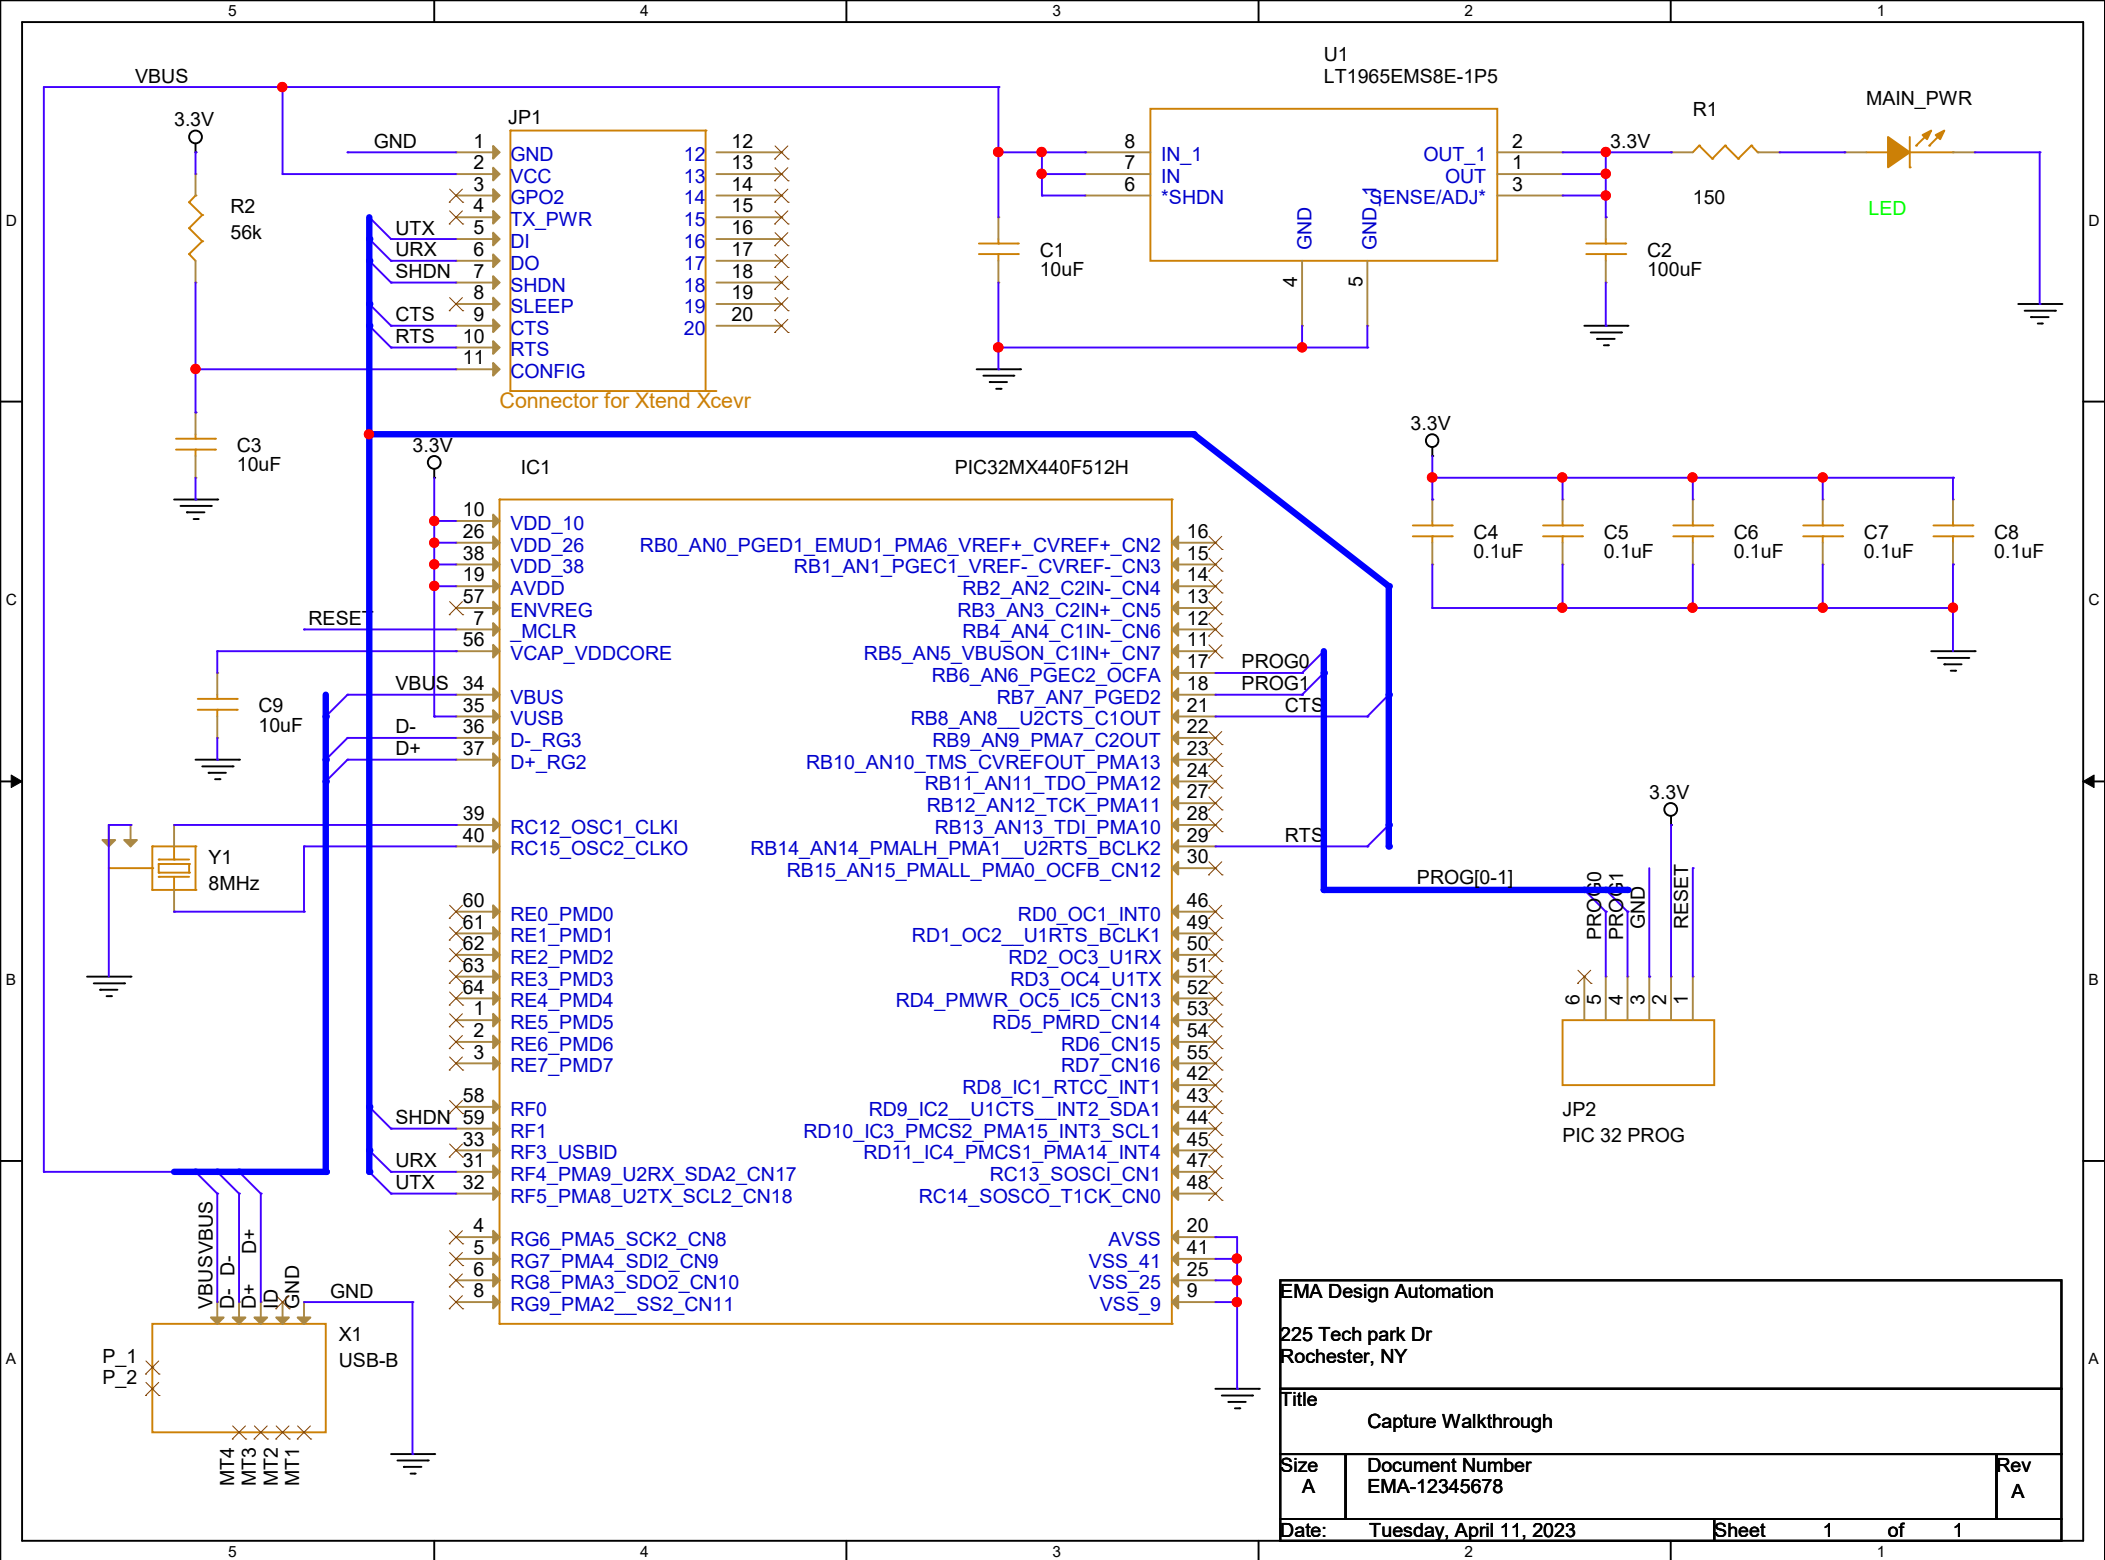 5 4 3 2 1
D
C
B
A
D
C
B
A
5 4 3 2 1
VBUS
3.3V
R2
56k
C3
10uF
JP1
GND 1 GND
2 VCC
3 GPO2
4 TX_PWR
UTX 5 DI
URX 6 DO
SHDN 7 SHDN
8 SLEEP
CTS 9 CTS
RTS 10 RTS
11 CONFIG
12 12
13 13
14 14
15 15
16 16
17 17
18 18
19 19
20 20
Connector for Xtend Xcevr
U1
LT1965EMS8E-1P5
8 IN_1
7 IN
6 *SHDN
OUT_1 2
OUT 1
SENSE/ADJ* 3
GND 4
GND_1 5
C1
10uF
3.3V
C2
100uF
R1
150
MAIN_PWR
LED
3.3V
C4
0.1uF
C5
0.1uF
C6
0.1uF
C7
0.1uF
C8
0.1uF
3.3V
IC1
PIC32MX440F512H
10 VDD_10
26 VDD_26
38 VDD_38
19 AVDD
57 ENVREG
RESET 7 _MCLR
56 VCAP_VDDCORE
VBUS 34 VBUS
35 VUSB
D- 36 D-_RG3
D+ 37 D+_RG2
39 RC12_OSC1_CLKI
40 RC15_OSC2_CLKO
60 RE0_PMD0
61 RE1_PMD1
62 RE2_PMD2
63 RE3_PMD3
64 RE4_PMD4
1 RE5_PMD5
2 RE6_PMD6
3 RE7_PMD7
58 RF0
SHDN 59 RF1
33 RF3_USBID
URX 31 RF4_PMA9_U2RX_SDA2_CN17
UTX 32 RF5_PMA8_U2TX_SCL2_CN18
4 RG6_PMA5_SCK2_CN8
5 RG7_PMA4_SDI2_CN9
6 RG8_PMA3_SDO2_CN10
8 RG9_PMA2__SS2_CN11
RB0_AN0_PGED1_EMUD1_PMA6_VREF+_CVREF+_CN2 16
RB1_AN1_PGEC1_VREF-_CVREF-_CN3 15
RB2_AN2_C2IN-_CN4 14
RB3_AN3_C2IN+_CN5 13
RB4_AN4_C1IN-_CN6 12
RB5_AN5_VBUSON_C1IN+_CN7 11
RB6_AN6_PGEC2_OCFA 17 PROG0
RB7_AN7_PGED2 18 PROG1
RB8_AN8__U2CTS_C1OUT 21 CTS
RB9_AN9_PMA7_C2OUT 22
RB10_AN10_TMS_CVREFOUT_PMA13 23
RB11_AN11_TDO_PMA12 24
RB12_AN12_TCK_PMA11 27
RB13_AN13_TDI_PMA10 28
RB14_AN14_PMALH_PMA1__U2RTS_BCLK2 29 RTS
RB15_AN15_PMALL_PMA0_OCFB_CN12 30
RD0_OC1_INT0 46
RD1_OC2__U1RTS_BCLK1 49
RD2_OC3_U1RX 50
RD3_OC4_U1TX 51
RD4_PMWR_OC5_IC5_CN13 52
RD5_PMRD_CN14 53
RD6_CN15 54
RD7_CN16 55
RD8_IC1_RTCC_INT1 42
RD9_IC2__U1CTS__INT2_SDA1 43
RD10_IC3_PMCS2_PMA15_INT3_SCL1 44
RD11_IC4_PMCS1_PMA14_INT4 45
RC13_SOSCI_CN1 47
RC14_SOSCO_T1CK_CN0 48
AVSS 20
VSS_41 41
VSS_25 25
VSS_9 9
C9
10uF
Y1
8MHz
PROG[0-1]
3.3V
PROG0
PROG1
GND
RESET
6 5 4 3 2 1
JP2
PIC 32 PROG
VBUS
D-
D+
VBUS
D-
D+
ID
GND
GND
X1
USB-B
P_1
P_2
MT4
MT3
MT2
MT1
EMA Design Automation
225 Tech park Dr
Rochester, NY
Title
Capture Walkthrough
Size
A
Document Number
EMA-12345678
Rev
A
Date: Tuesday, April 11, 2023 Sheet 1 of 1